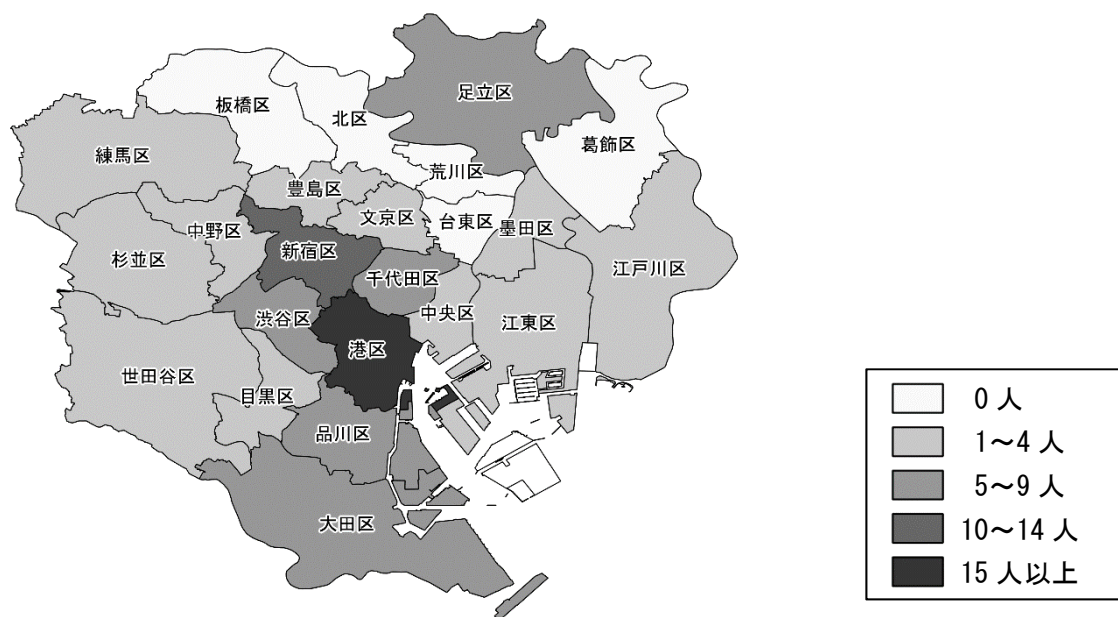 足立区
板橋区
北区
葛飾区
練馬区
荒川区
豊島区
文京区
台東区
墨田区
中野区
新宿区
杉並区
江戸川区
千代田区
渋谷区
中央区
江東区
港区
世田谷区
目黒区
品川区
大田区
0人
1～4人
5～9人
10～14人
15人以上